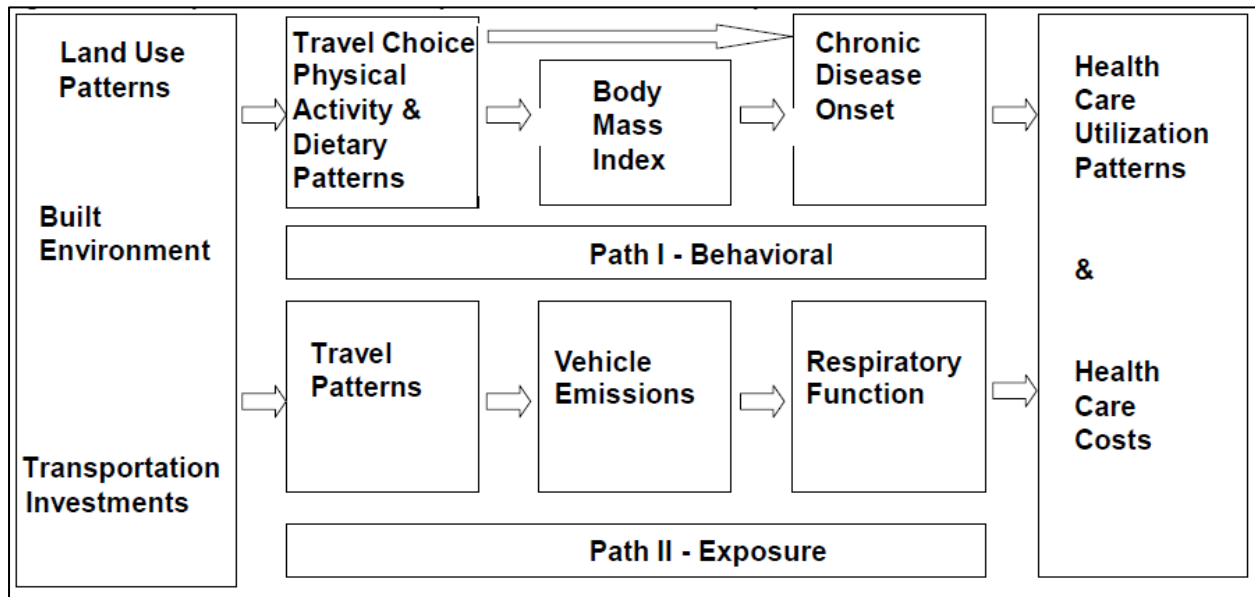 Land Use
Patterns
Built
Environment
Transportation
Investments
Travel Choice
Physical
Activity &
Dietary
Patterns
Body
Mass
Index
Chronic
Disease
Onset
Path I - Behavioral
Travel
Patterns
Vehicle
Emissions
Respiratory
Function
Path II - Exposure
Health
Care
Utilization
Patterns
&
Health
Care
Costs